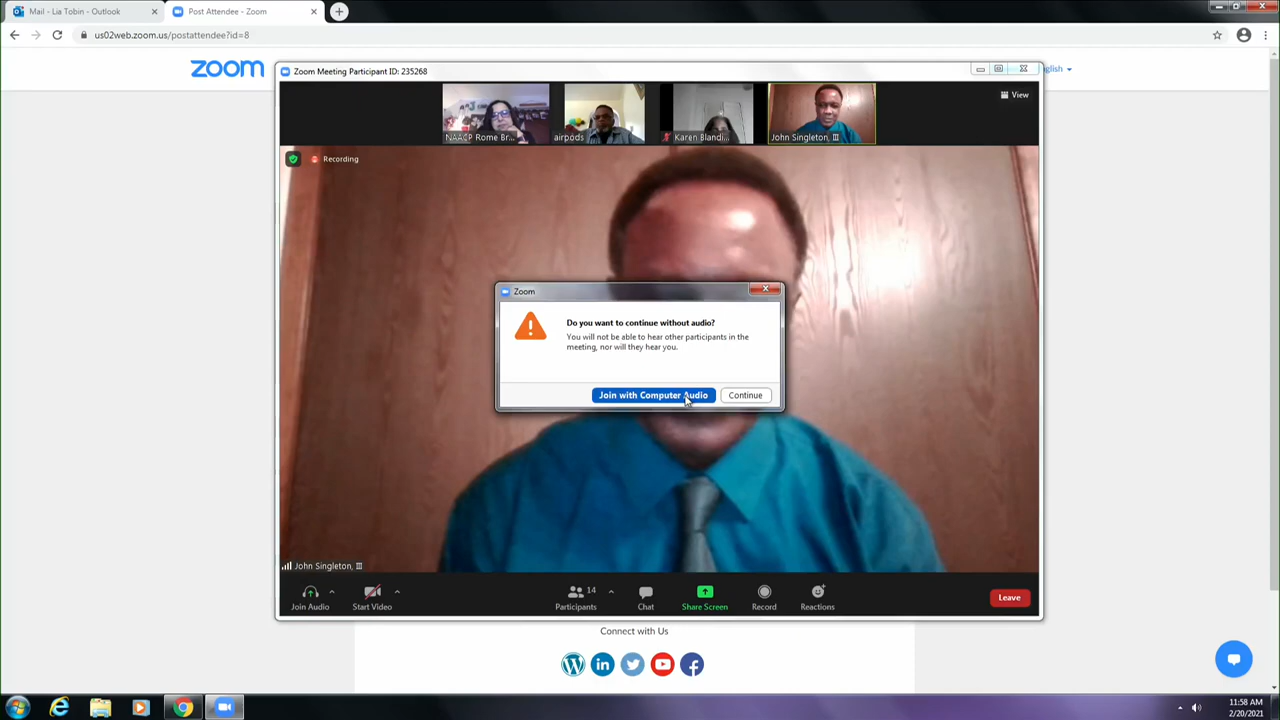 Mail - Lia Tobin - Outlook
Post Attendee - Zoom
us02web.zoom.us/postattendee?id=8
zoom
Zoom Meeting Participant ID: 235268
glish
View
NAACP Rome Br...
airpods
Karen Blandi...
John Singleton, III
Recording
Zoom
Do you want to continue without audio?
You will not be able to hear other participants in the
meeting, nor will they hear you.
Join with Computer Audio
Continue
John Singleton, III
Join Audio
Start Video
14
Participants
Chat
Share Screen
Record
Reactions
Leave
Connect with Us
11:58 AM
2/20/2021